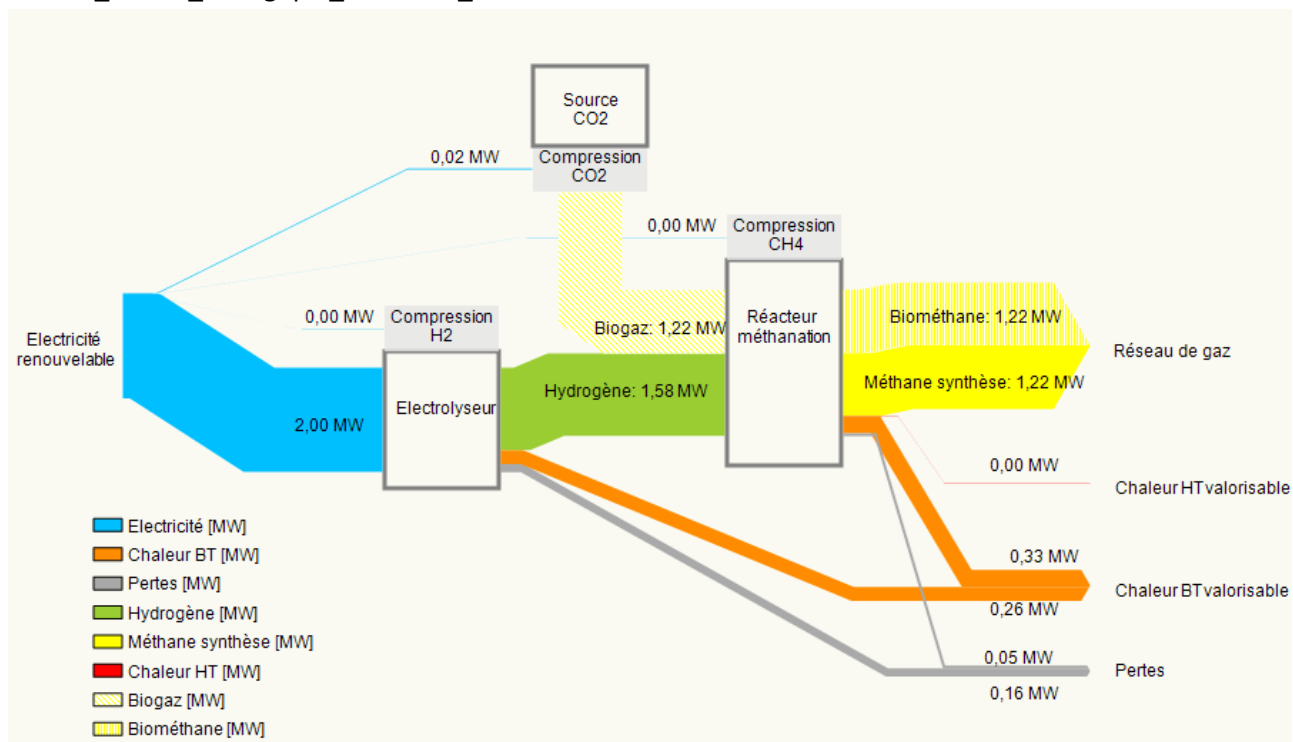 Source
CO2
0,02 MW
Compression
CO2
0,00 MW
Compression
CH4
0,00 MW
Compression
H2
Biogaz: 1,22 MW
Réacteur
méthanation
Biométhane: 1,22 MW
Electricité
renouvelable
Réseau de gaz
Hydrogène: 1,58 MW
Méthane synthèse: 1,22 MW
Electrolyseur
2,00 MW
0,00 MW
Chaleur HT valorisable
0,33 MW
Chaleur BT valorisable
0,26 MW
0,05 MW
Pertes
0,16 MW
Electricité [MW]
Chaleur BT [MW]
Pertes [MW]
Hydrogène [MW]
Méthane synthèse [MW]
Chaleur HT [MW]
Biogaz [MW]
Biométhane [MW]